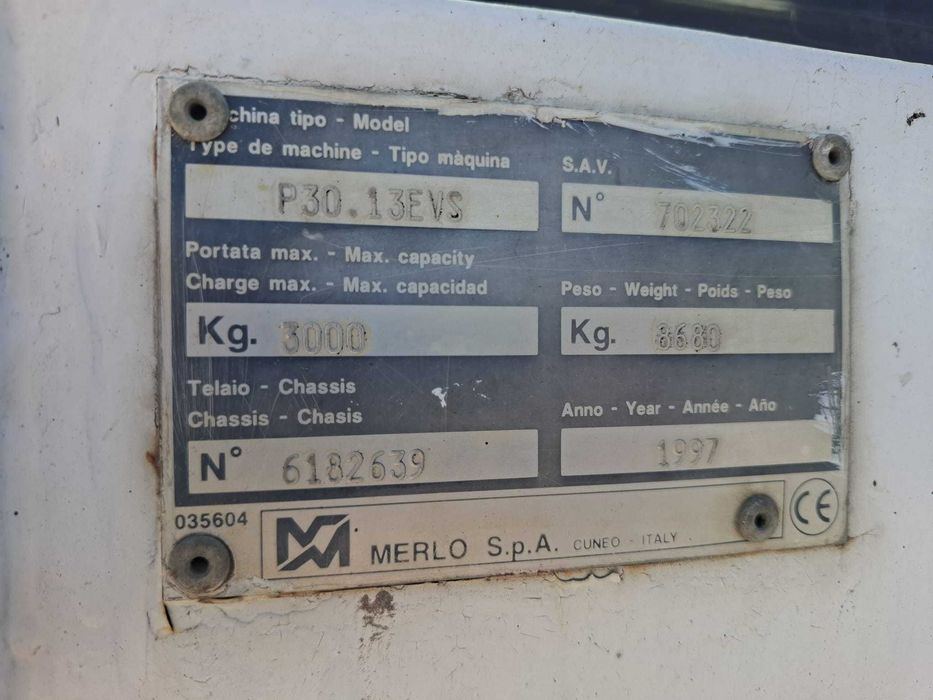 china tipo - Model
Type de machine - Tipo màquina
P30.13EVS
S.A.V.
N° 702322
Portata max. - Max. capacity
Charge max. - Max. capacidad
Kg. 3000
Peso - Weight - Poids - Peso
Kg. 8680
Telaio - Chassis
Chassis - Chasis
N° 6182639
Anno - Year - Année - Año
1997
035604
MERLO S.p.A. CUNEO - ITALY
CE